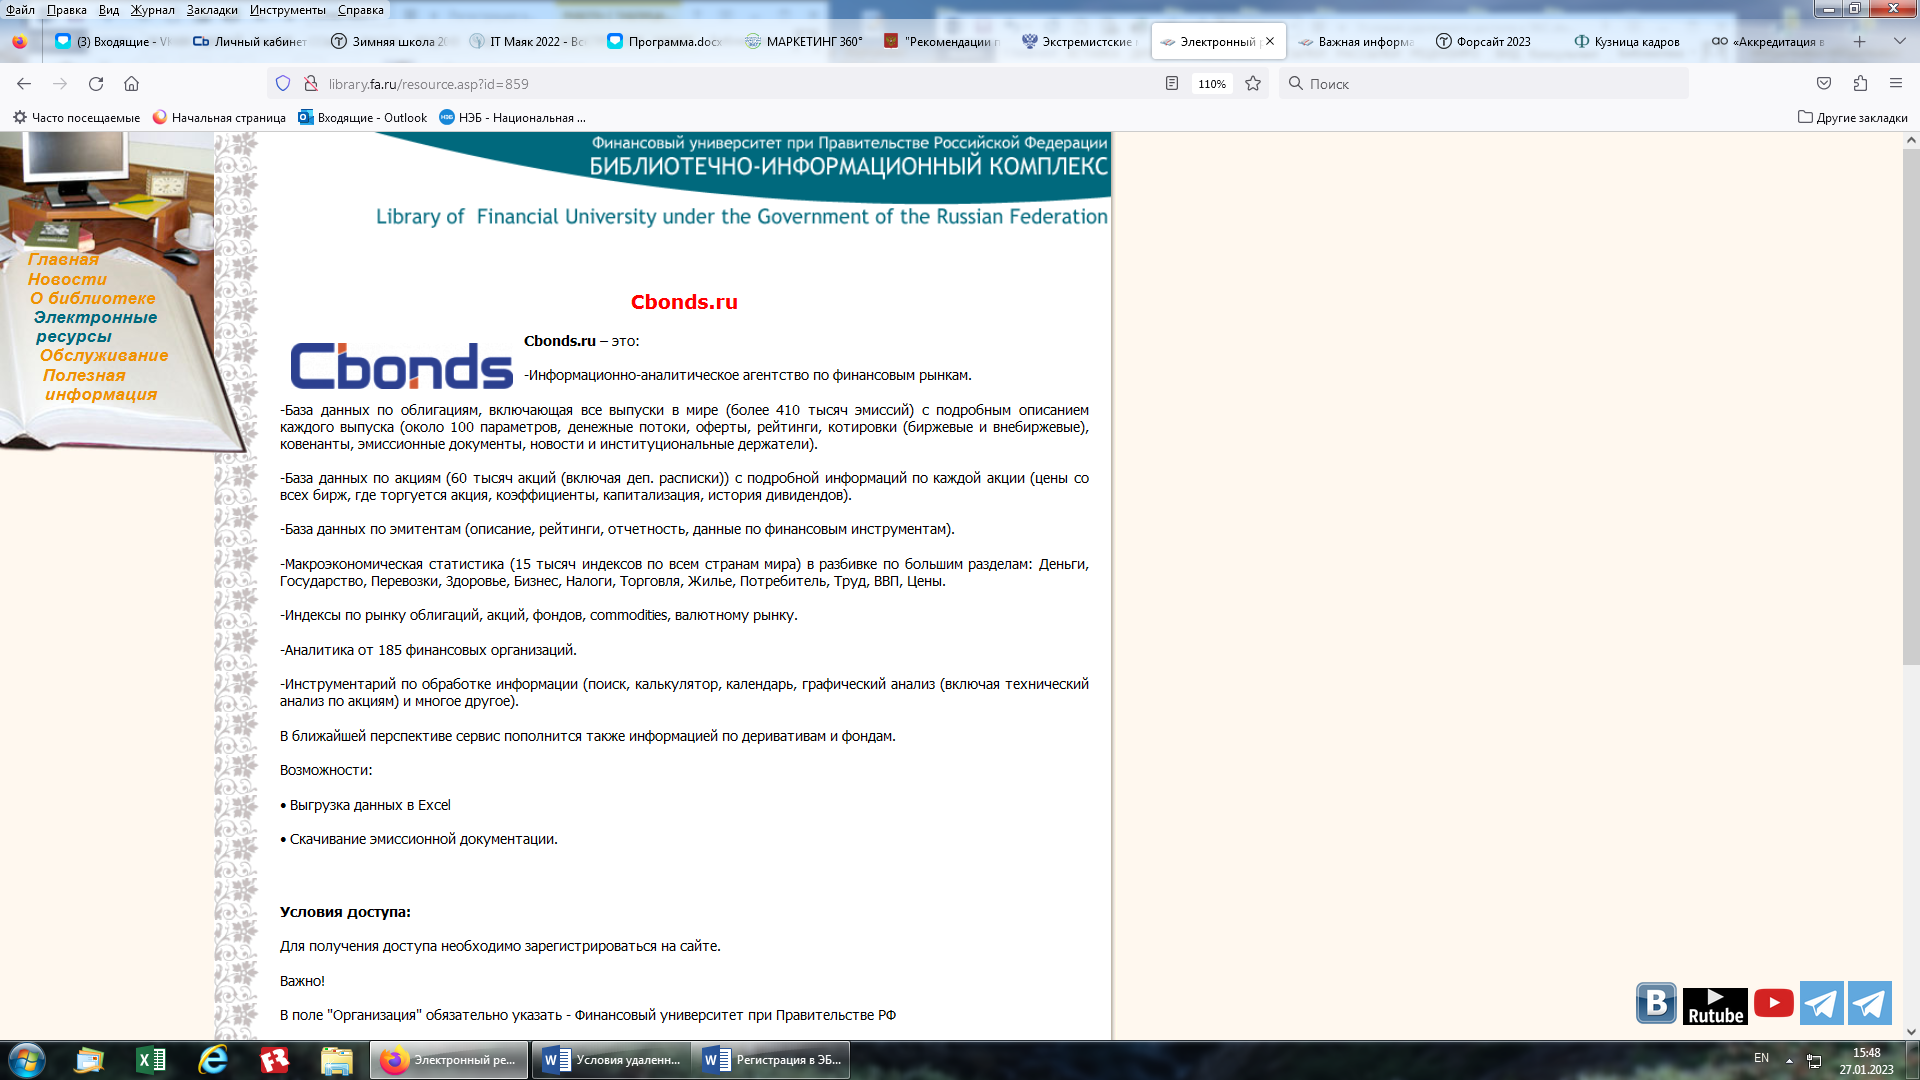 Файл Правка Вид Журнал Закладки Инструменты Справка
(3) Входящие - VK
Личный кабинет
Зимняя школа 20
IT Маяк 2022 - Вс
Программа.docx
МАРКЕТИНГ 360°
"Рекомендации п
Экстремистские
Электронный р
Важная информа
Форсайт 2023
Кузница кадров
«Аккредитация в
library.fa.ru/resource.asp?id=859
110%
Поиск
Часто посещаемые
Начальная страница
Входящие - Outlook
НЭБ - Национальная ...
Другие закладки
Финансовый университет при Правительстве Российской Федерации
БИБЛИОТЕЧНО-ИНФОРМАЦИОННЫЙ КОМПЛЕКС
Library of Financial University under the Government of the Russian Federation
Главная
Новости
О библиотеке
Электронные
ресурсы
Обслуживание
Полезная
информация
Cbonds.ru
Cbonds
Cbonds.ru – это:
-Информационно-аналитическое агентство по финансовым рынкам.
-База данных по облигациям, включающая все выпуски в мире (более 410 тысяч эмиссий) с подробным описанием
каждого выпуска (около 100 параметров, денежные потоки, оферты, рейтинги, котировки (биржевые и внебиржевые),
ковенанты, эмиссионные документы, новости и институциональные держатели).
-База данных по акциям (60 тысяч акций (включая деп. расписки)) с подробной информаций по каждой акции (цены со
всех бирж, где торгуется акция, коэффициенты, капитализация, история дивидендов).
-База данных по эмитентам (описание, рейтинги, отчетность, данные по финансовым инструментам).
-Макроэкономическая статистика (15 тысяч индексов по всем странам мира) в разбивке по большим разделам: Деньги,
Государство, Перевозки, Здоровье, Бизнес, Налоги, Торговля, Жилье, Потребитель, Труд, ВВП, Цены.
-Индексы по рынку облигаций, акций, фондов, commodities, валютному рынку.
-Аналитика от 185 финансовых организаций.
-Инструментарий по обработке информации (поиск, калькулятор, календарь, графический анализ (включая технический
анализ по акциям) и многое другое).
В ближайшей перспективе сервис пополнится также информацией по деривативам и фондам.
Возможности:
• Выгрузка данных в Excel
• Скачивание эмиссионной документации.
Условия доступа:
Для получения доступа необходимо зарегистрироваться на сайте.
Важно!
В поле "Организация" обязательно указать - Финансовый университет при Правительстве РФ
Rutube
Электронный ре...
Условия удаленн...
Регистрация в ЭБ...
EN
15:48
27.01.2023